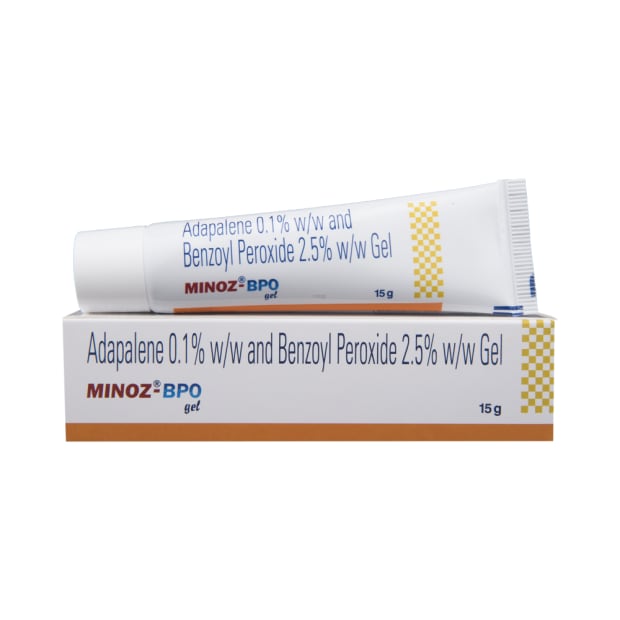 Adapalene 0.1% w/w and
Benzoyl Peroxide 2.5% w/w Gel
MINOZ®-BPO
gel
15 g
Adapalene 0.1% w/w and Benzoyl Peroxide 2.5% w/w Gel
MINOZ®-BPO
gel
15 g